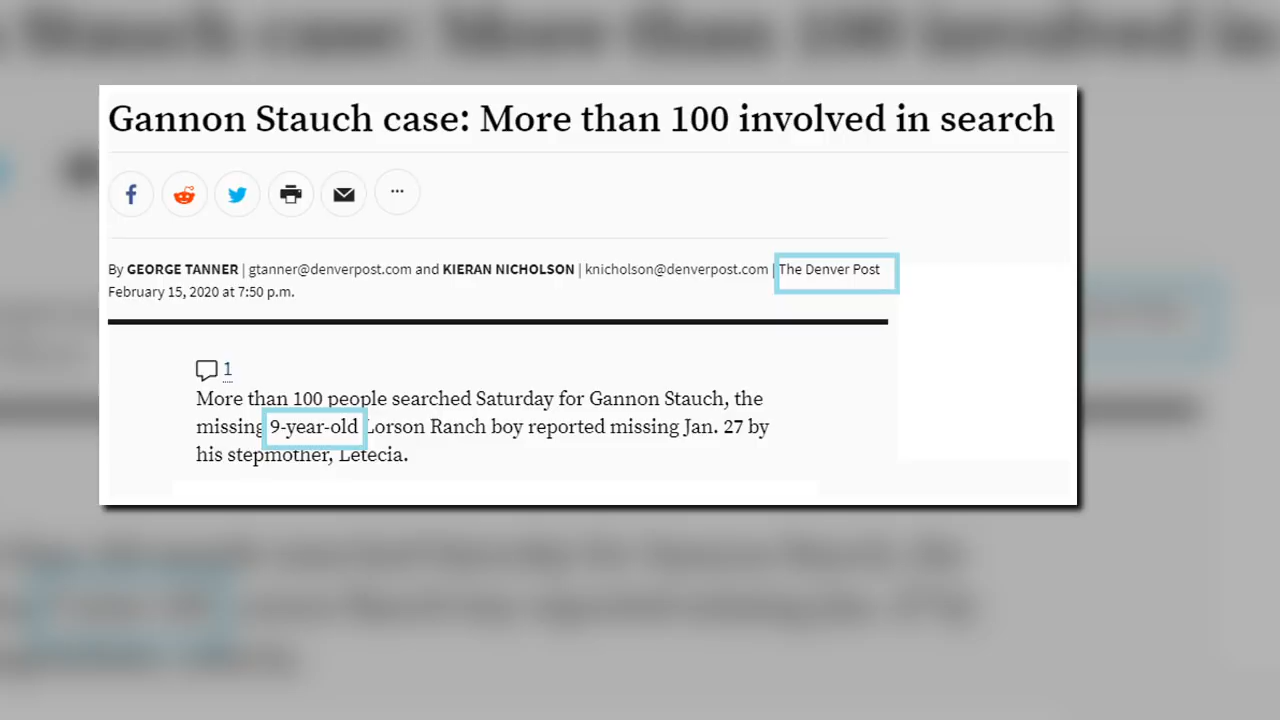 Gannon Stauch case: More than 100 involved in search
By GEORGE TANNER | gtanner@denverpost.com and KIERAN NICHOLSON | knicholson@denverpost.com | The Denver Post
February 15, 2020 at 7:50 p.m.
1
More than 100 people searched Saturday for Gannon Stauch, the
missing 9-year-old Lorson Ranch boy reported missing Jan. 27 by
his stepmother, Letecia.